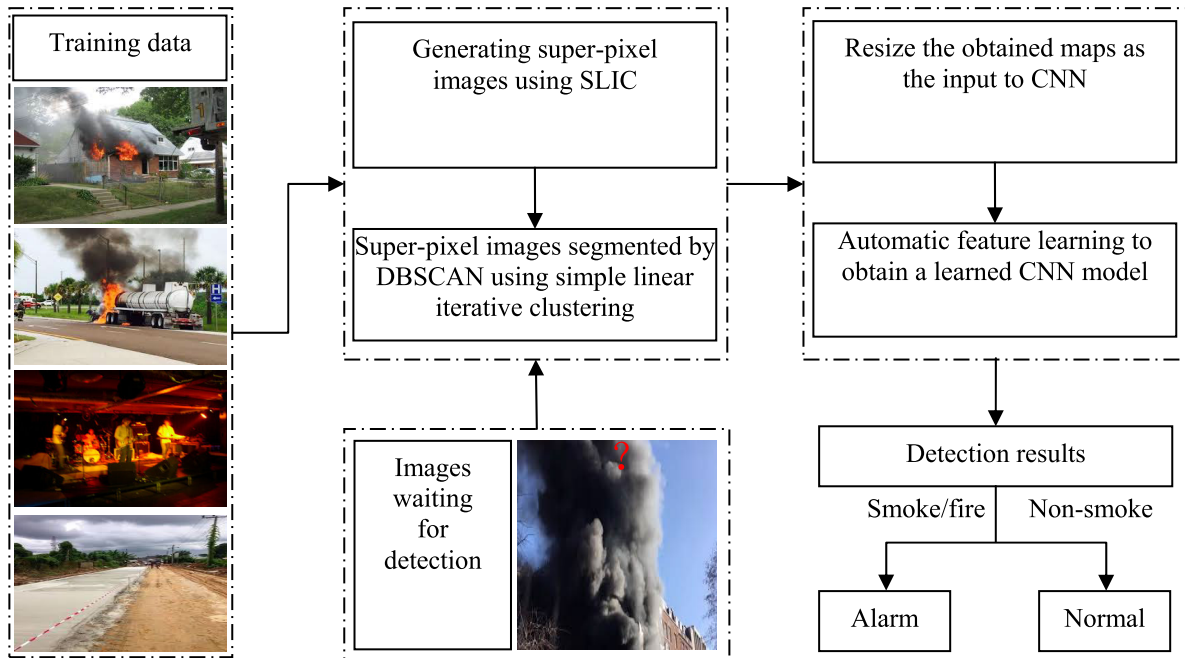 Training data
Generating super-pixel
images using SLIC
Super-pixel images segmented by
DBSCAN using simple linear
iterative clustering
Images
waiting
for
detection
?
Resize the obtained maps as
the input to CNN
Automatic feature learning to
obtain a learned CNN model
Detection results
Smoke/fire
Non-smoke
Alarm
Normal
H